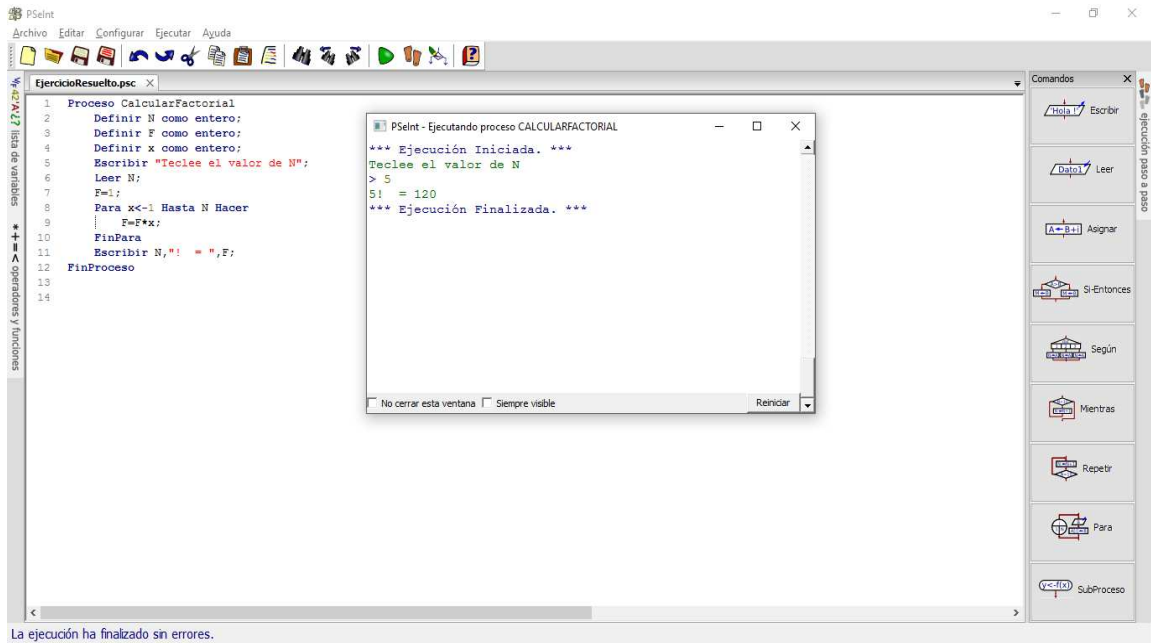 PSeInt
Archivo Editar Configurar Ejecutar Ayuda
EjercicioResuelto.psc
1 Proceso CalcularFactorial
2 Definir N como entero;
3 Definir F como entero;
4 Definir x como entero;
5 Escribir "Teclee el valor de N";
6 Leer N;
7 F=1;
8 Para x<-1 Hasta N Hacer
9 F=F*x;
10 FinPara
11 Escribir N,"! = ",F;
12 FinProceso
13
14
PSeInt - Ejecutando proceso CALCULARFACTORIAL
*** Ejecución Iniciada. ***
Teclee el valor de N
> 5
5! = 120
*** Ejecución Finalizada. ***
No cerrar esta ventana Siempre visible Reiniciar
lista de variables
*+=< operadores y funciones
Comandos
'Hola !' Escribir
Dato1 Leer
A←B+i Asignar
Si-Entonces
Según
Mientras
Repetir
Para
y<-f(x) SubProceso
ejecución paso a paso
La ejecución ha finalizado sin errores.